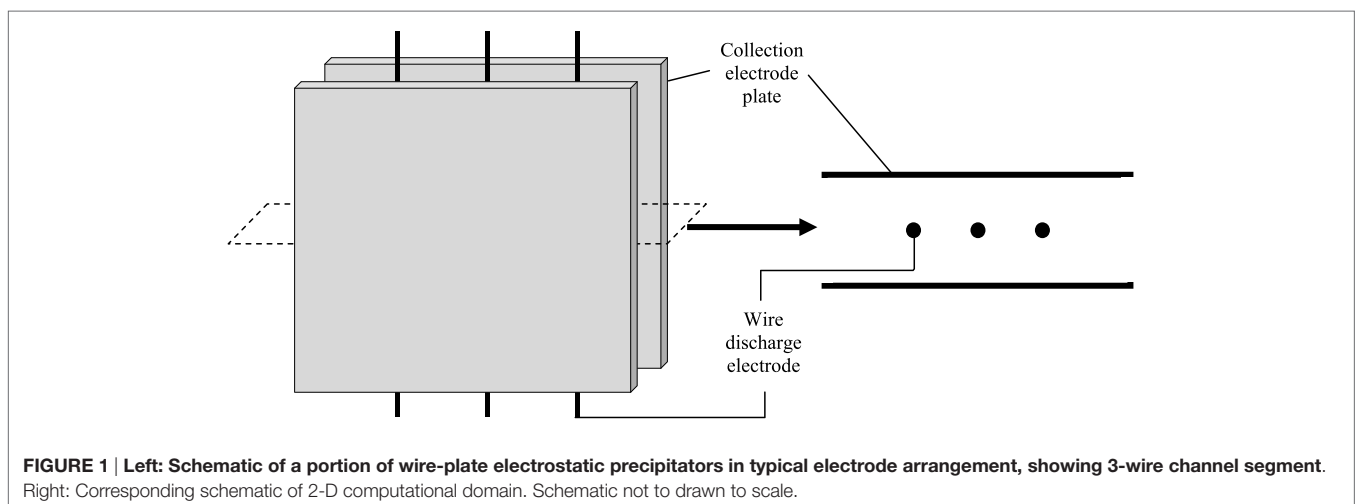 Collection
electrode
plate
Wire
discharge
electrode
FIGURE 1 | Left: Schematic of a portion of wire-plate electrostatic precipitators in typical electrode arrangement, showing 3-wire channel segment.
Right: Corresponding schematic of 2-D computational domain. Schematic not to drawn to scale.